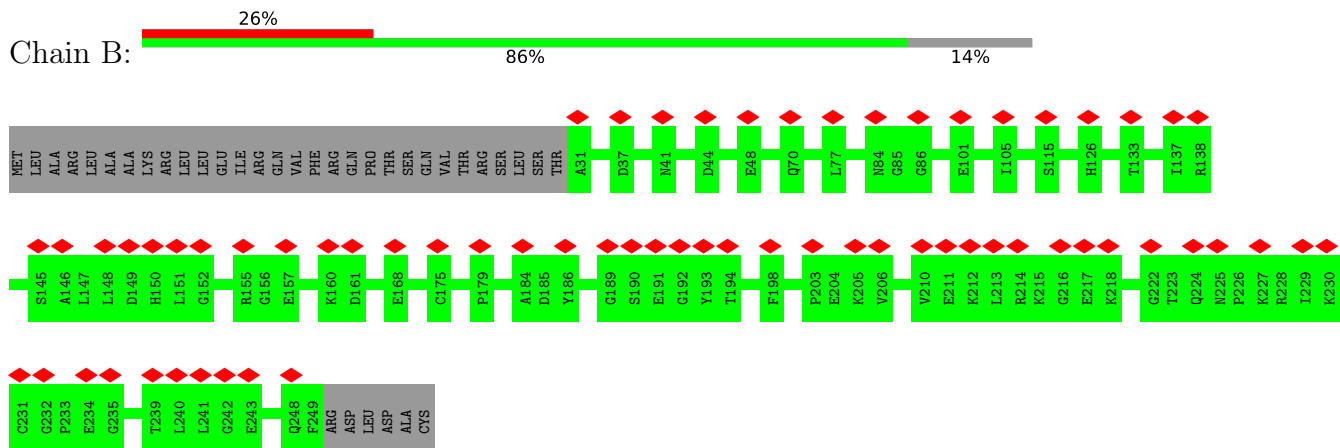 26%
Chain B:
86% 14%
MET LEU ALA ARG LEU ALA ALA LYS ARG LEU LEU GLU ILE ARG GLN VAL PHE ARG GLN PRO THR SER GLN VAL THR ARG SER LEU SER THR A31 D37 N41 D44 E48 Q70 L77 N84 G85 G86 E101 I105 S115 H126 T133 I137 R138
S145 A146 L147 L148 D149 H150 L151 G152 R155 G156 E157 K160 D161 E168 C175 P179 A184 D185 Y186 G189 S190 E191 G192 Y193 T194 F198 P203 E204 K205 V206 V210 E211 K212 L213 R214 K215 G216 E217 K218 G222 T223 Q224 N225 P226 K227 R228 I229 K230
C231 G232 P233 E234 G235 T239 L240 L241 G242 E243 Q248 F249 ARG ASP LEU ASP ALA CYS